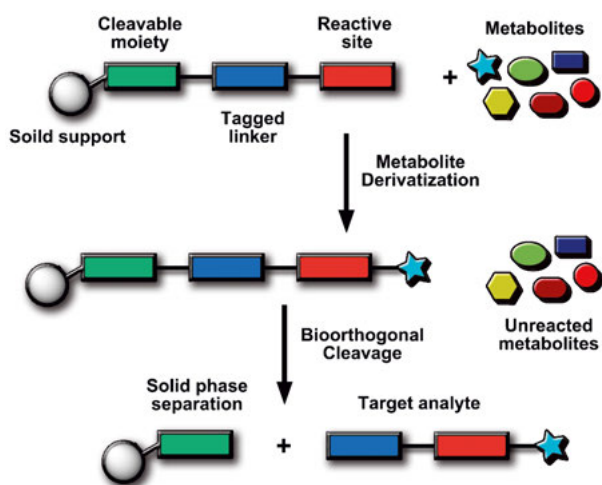 Cleavable
moiety
Reactive
site
Metabolites
+
Soild support
Tagged
linker
Metabolite
Derivatization
Bioorthogonal
Cleavage
Unreacted
metabolites
Solid phase
separation
Target analyte
+